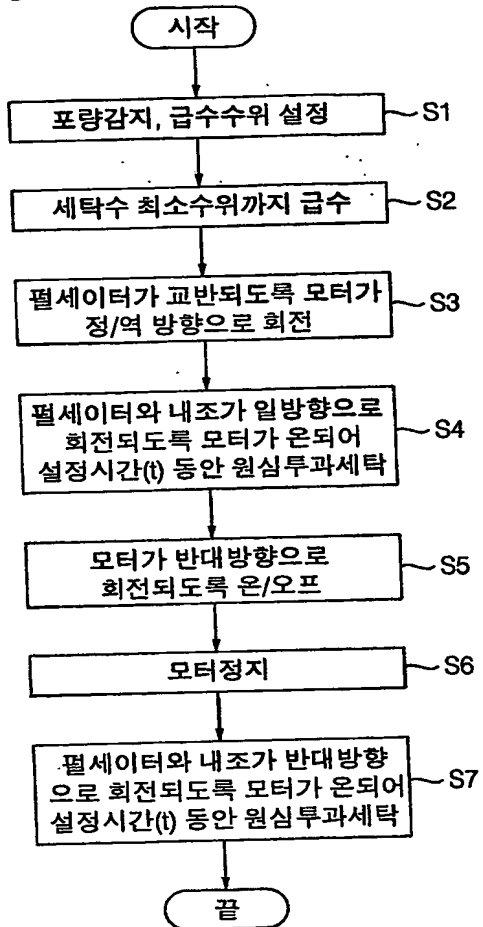 시작
포량감지, 급수수위 설정
S1
세탁수 최소수위까지 급수
S2
펄세이터가 교반되도록 모터가
정/역 방향으로 회전
S3
펄세이터와 내조가 일방향으로
회전되도록 모터가 온되어
설정시간(t) 동안 원심투과세탁
S4
모터가 반대방향으로
회전되도록 온/오프
S5
모터정지
S6
펄세이터와 내조가 반대방향
으로 회전되도록 모터가 온되어
설정시간(t) 동안 원심투과세탁
S7
끝